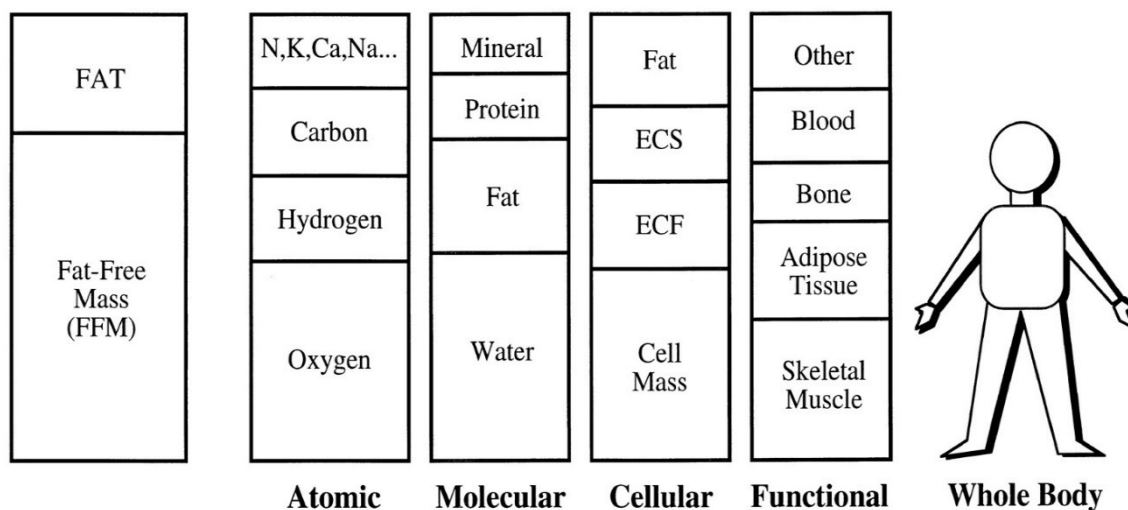 FAT
Fat-Free
Mass
(FFM)
N,K,Ca,Na...
Carbon
Hydrogen
Oxygen
Atomic
Mineral
Protein
Fat
Water
Molecular
Fat
ECS
ECF
Cell
Mass
Cellular
Other
Blood
Bone
Adipose
Tissue
Skeletal
Muscle
Functional
Whole Body